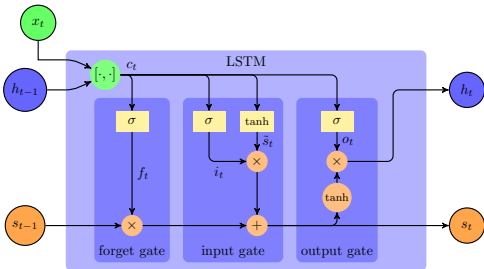 x_t
LSTM
[·,·]
c_t
h_{t-1}
h_t
σ
σ
tanh
σ
s̃_t
o_t
f_t
i_t
×
×
tanh
s_{t-1}
×
+
s_t
forget gate
input gate
output gate